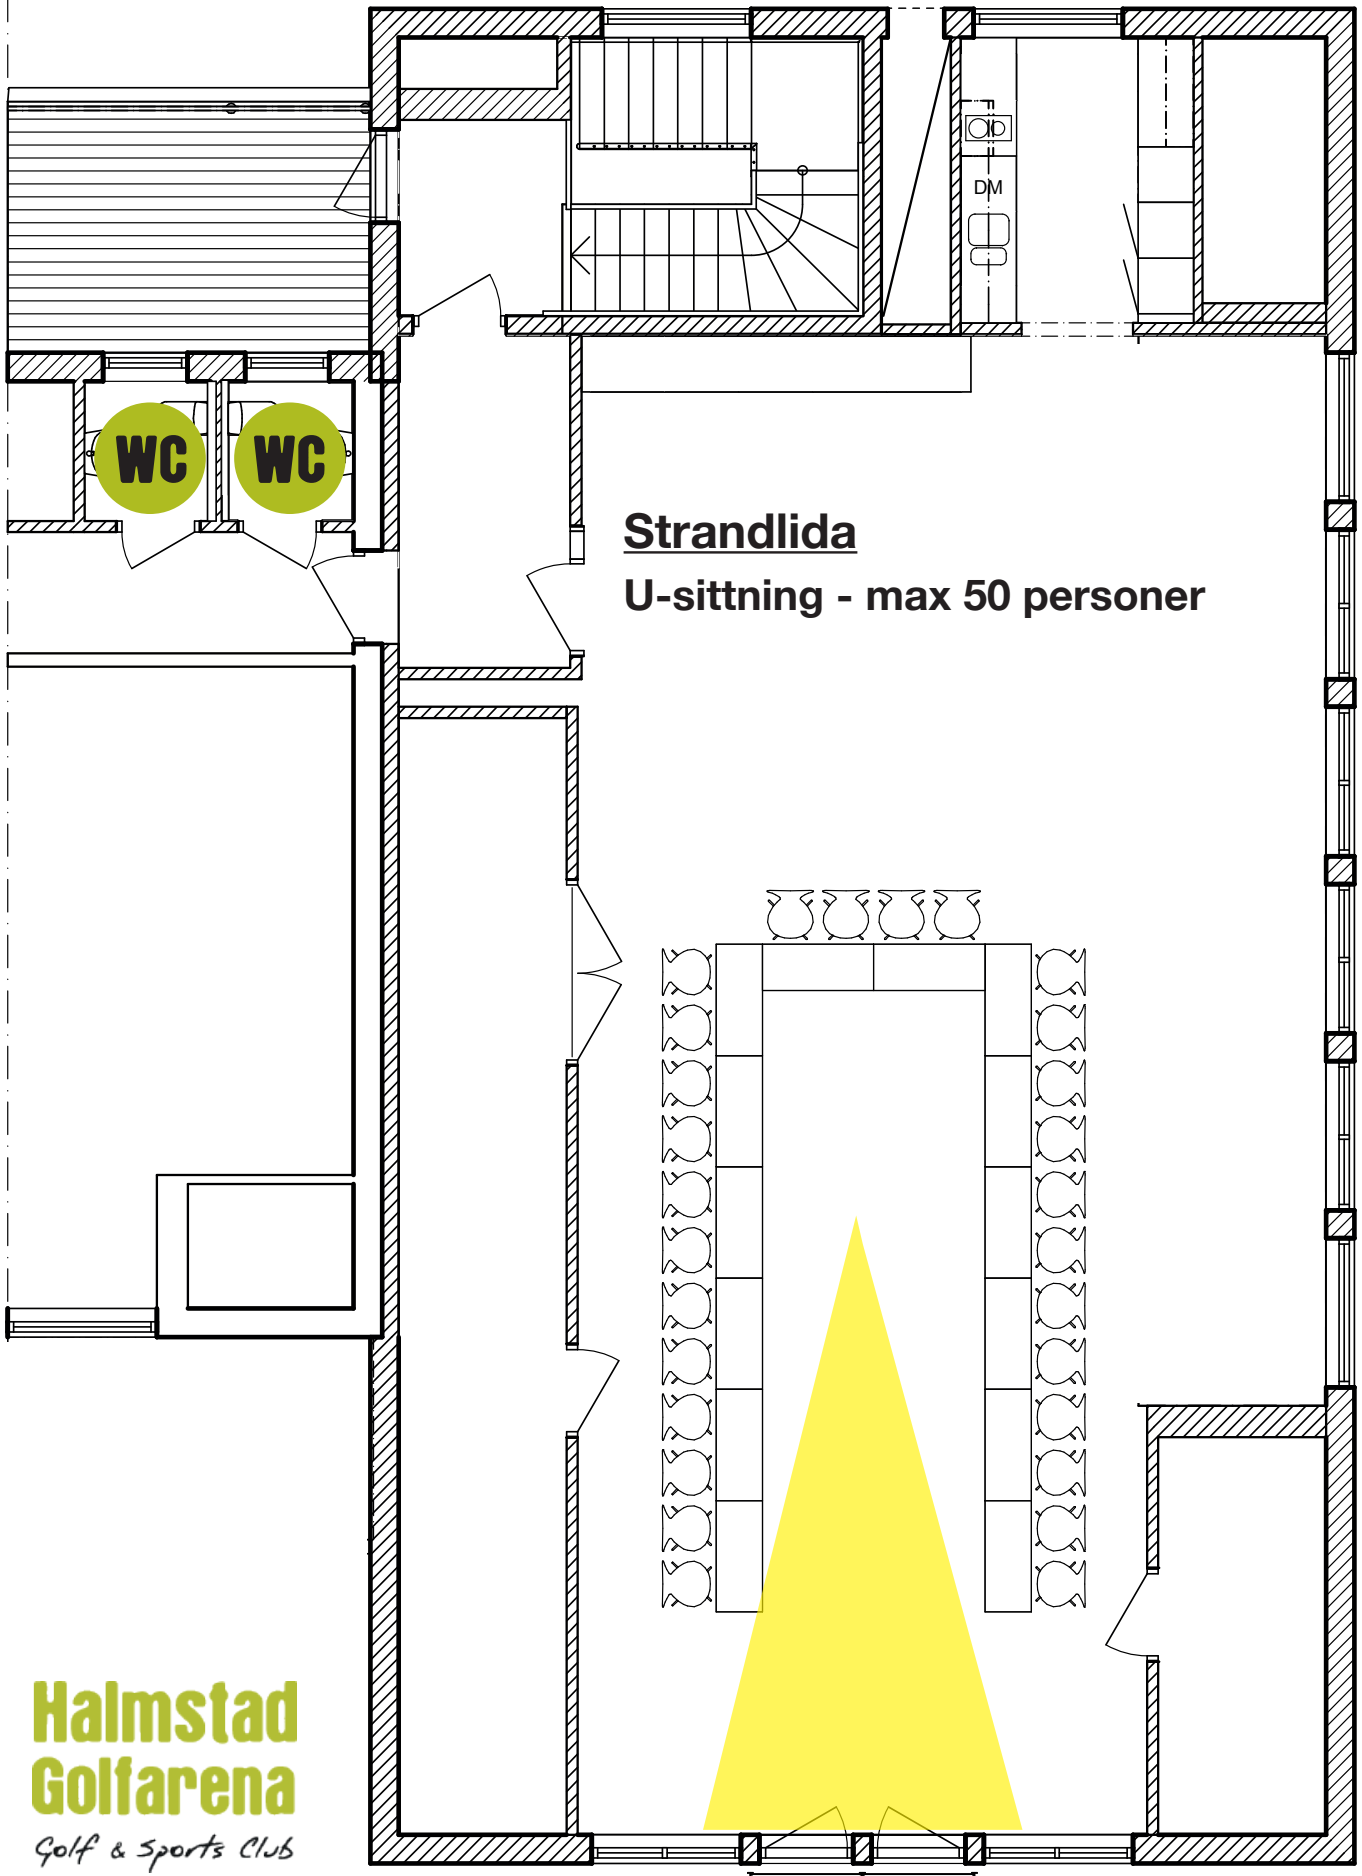 DM
WC WC
Strandlida
U-sittning - max 50 personer
Halmstad
Golfarena
Golf & Sports Club